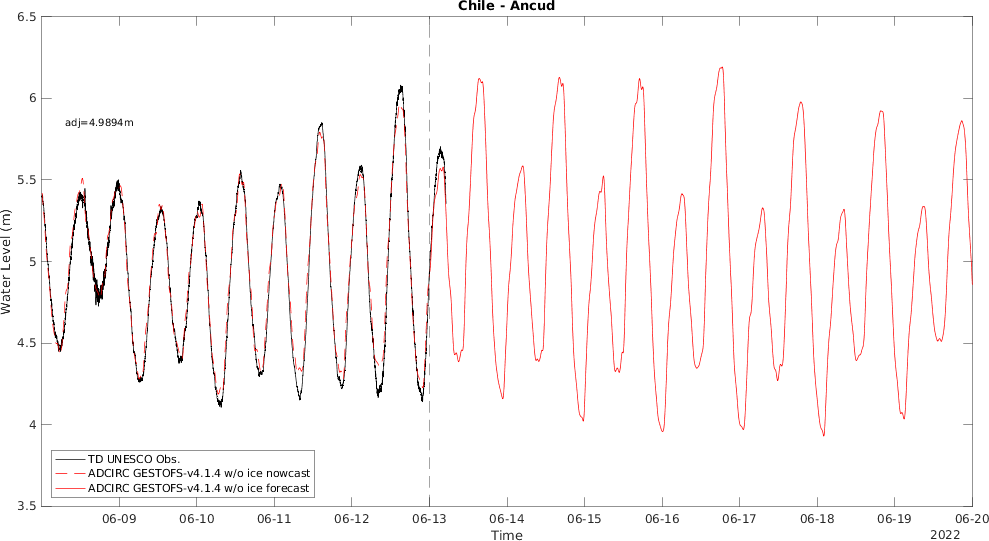 Chile - Ancud
6.5
6
5.5
5
4.5
4
3.5
Water Level (m)
adj=4.9894m
TD UNESCO Obs.
ADCIRC GESTOFS-v4.1.4 w/o ice nowcast
ADCIRC GESTOFS-v4.1.4 w/o ice forecast
06-09 06-10 06-11 06-12 06-13 06-14 06-15 06-16 06-17 06-18 06-19 06-20
2022
Time